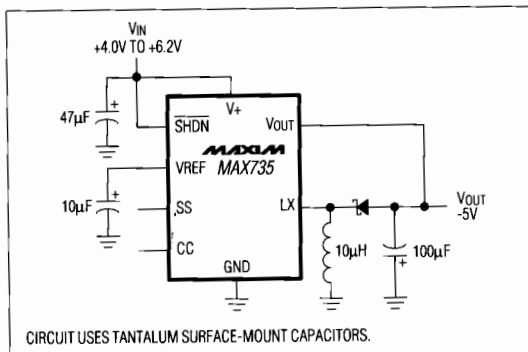 VIN
+4.0V TO +6.2V
V+
47µF
+
SHDN
VOUT
MAXIM
MAX735
VREF
+
10µF
SS
LX
VOUT
-5V
CC
10µH
100µF
+
GND
CIRCUIT USES TANTALUM SURFACE-MOUNT CAPACITORS.